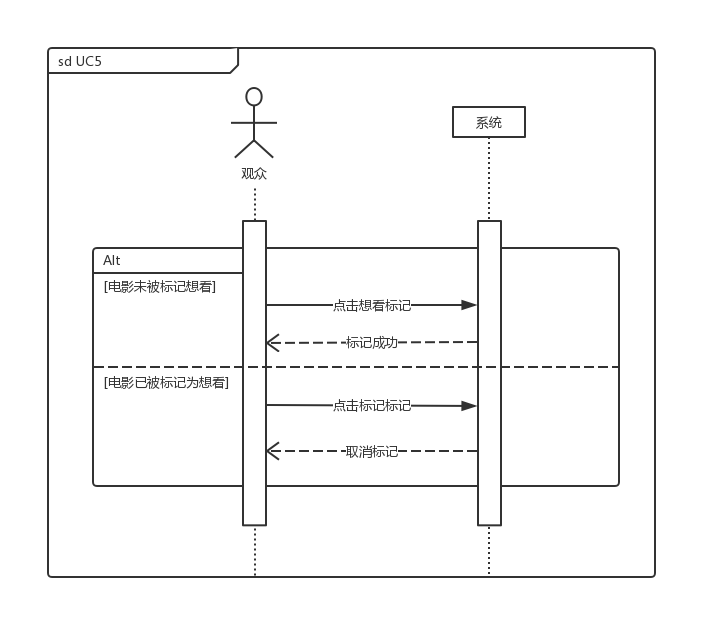 sd UC5
系统
观众
Alt
[电影未被标记想看]
点击想看标记
标记成功
[电影已被标记为想看]
点击标记标记
取消标记